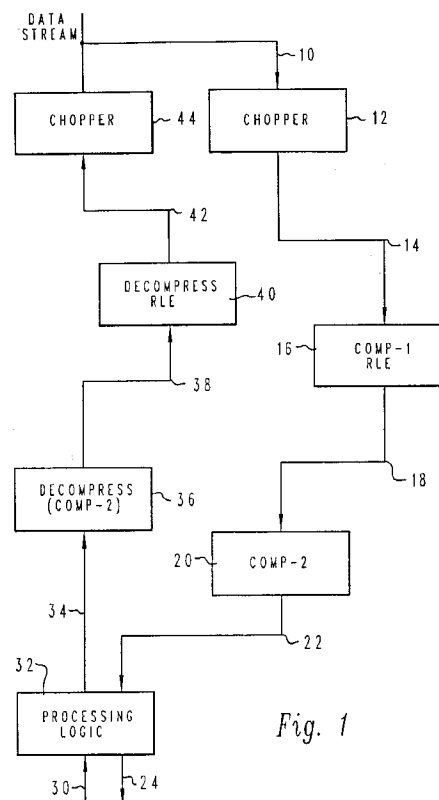 DATA
STREAM
10
CHOPPER
44
CHOPPER
12
42
14
DECOMPRESS
RLE
40
16
COMP-1
RLE
38
18
DECOMPRESS
(COMP-2)
36
20
COMP-2
34
22
32
PROCESSING
LOGIC
Fig. 1
30
24